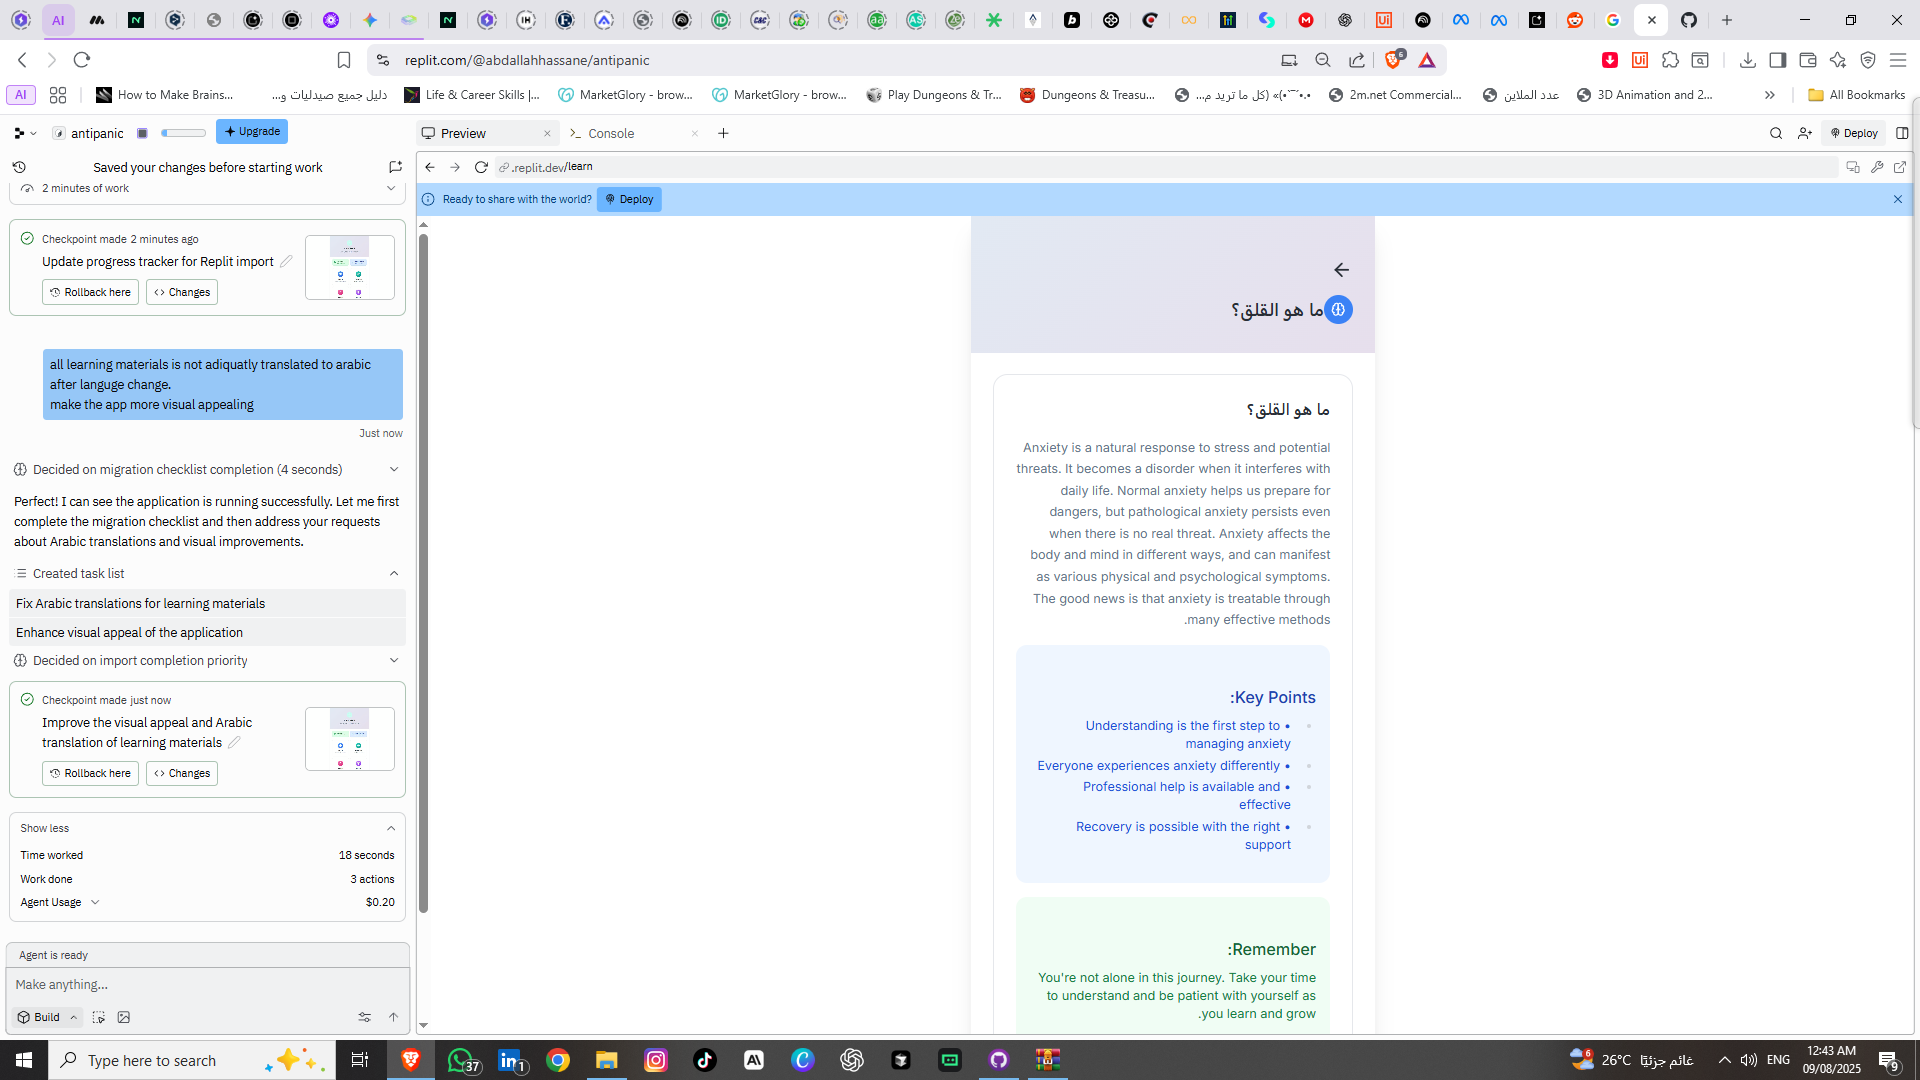 replit.com/@abdallahhassane/antipanic
AI
How to Make Brains...
دليل جميع صيدليات و...
Life & Career Skills |...
MarketGlory - brow...
MarketGlory - brow...
Play Dungeons & Tr...
Dungeons & Treasu...
2m.net Commercial...
عدد الملاين
3D Animation and 2...
All Bookmarks
antipanic
Upgrade
Preview
Console
Deploy
Saved your changes before starting work
.replit.dev/learn
2 minutes of work
Ready to share with the world?
Deploy
Checkpoint made 2 minutes ago
Update progress tracker for Replit import
Rollback here
Changes
all learning materials is not adiquatly translated to arabic
after languge change.
make the app more visual appealing
Just now
Decided on migration checklist completion (4 seconds)
Perfect! I can see the application is running successfully. Let me first
complete the migration checklist and then address your requests
about Arabic translations and visual improvements.
Created task list
Fix Arabic translations for learning materials
Enhance visual appeal of the application
Decided on import completion priority
Checkpoint made just now
Improve the visual appeal and Arabic
translation of learning materials
Rollback here
Changes
Show less
Time worked
18 seconds
Work done
3 actions
Agent Usage
$0.20
Agent is ready
Make anything...
Build
ما هو القلق؟
ما هو القلق؟
Anxiety is a natural response to stress and potential
threats. It becomes a disorder when it interferes with
daily life. Normal anxiety helps us prepare for
dangers, but pathological anxiety persists even
when there is no real threat. Anxiety affects the
body and mind in different ways, and can manifest
as various physical and psychological symptoms.
The good news is that anxiety is treatable through
.many effective methods
:Key Points
Understanding is the first step to •
managing anxiety
Everyone experiences anxiety differently •
Professional help is available and •
effective
Recovery is possible with the right •
support
:Remember
You're not alone in this journey. Take your time
to understand and be patient with yourself as
.you learn and grow
Type here to search
37
1
26°C
غائم جزئيًا
ENG
12:43 AM
09/08/2025
9